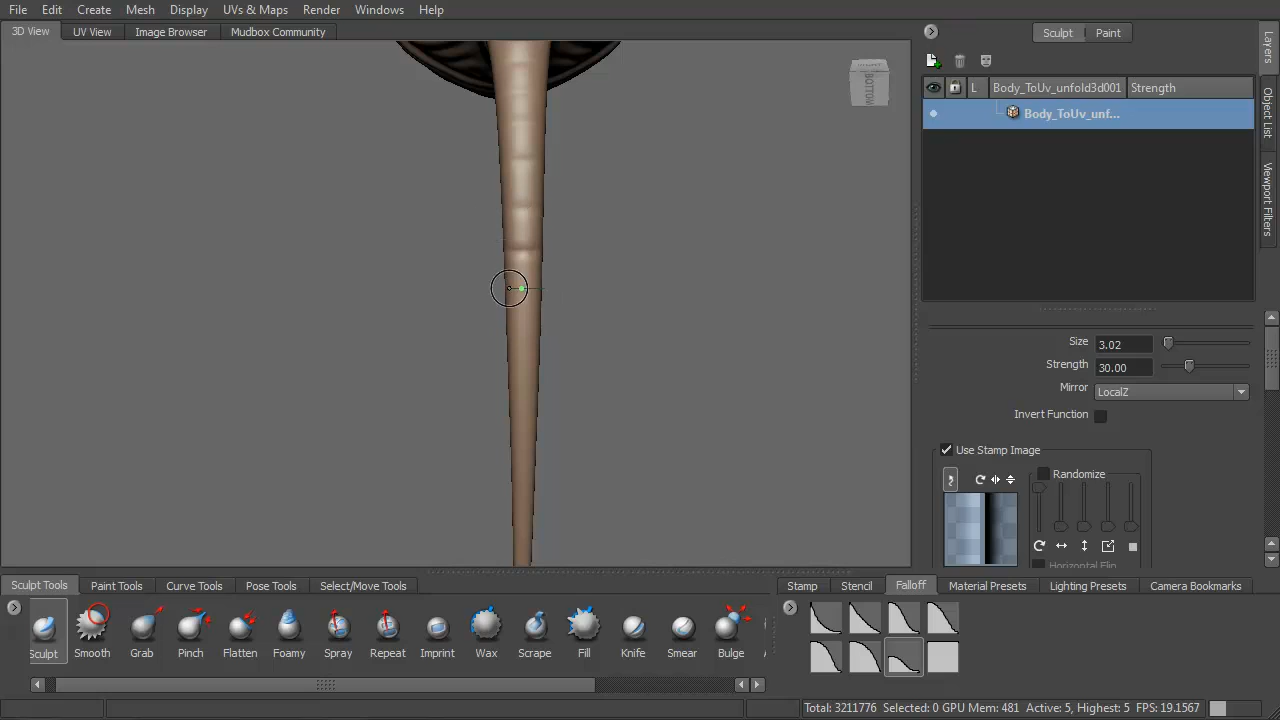 File Edit Create Mesh Display UVs & Maps Render Windows Help
3D View UV View Image Browser Mudbox Community
Sculpt Paint
L Body_ToUv_unfold3d001 Strength
Body_ToUv_unf...
Layers
Object List
Viewport Filters
BOTTOM
Size 3.02
Strength 30.00
Mirror LocalZ
Invert Function
Use Stamp Image
Randomize
Horizontal Flip
Sculpt Tools Paint Tools Curve Tools Pose Tools Select/Move Tools
Stamp Stencil Falloff Material Presets Lighting Presets Camera Bookmarks
Sculpt Smooth Grab Pinch Flatten Foamy Spray Repeat Imprint Wax Scrape Fill Knife Smear Bulge
Total: 3211776 Selected: 0 GPU Mem: 481 Active: 5, Highest: 5 FPS: 19.1567